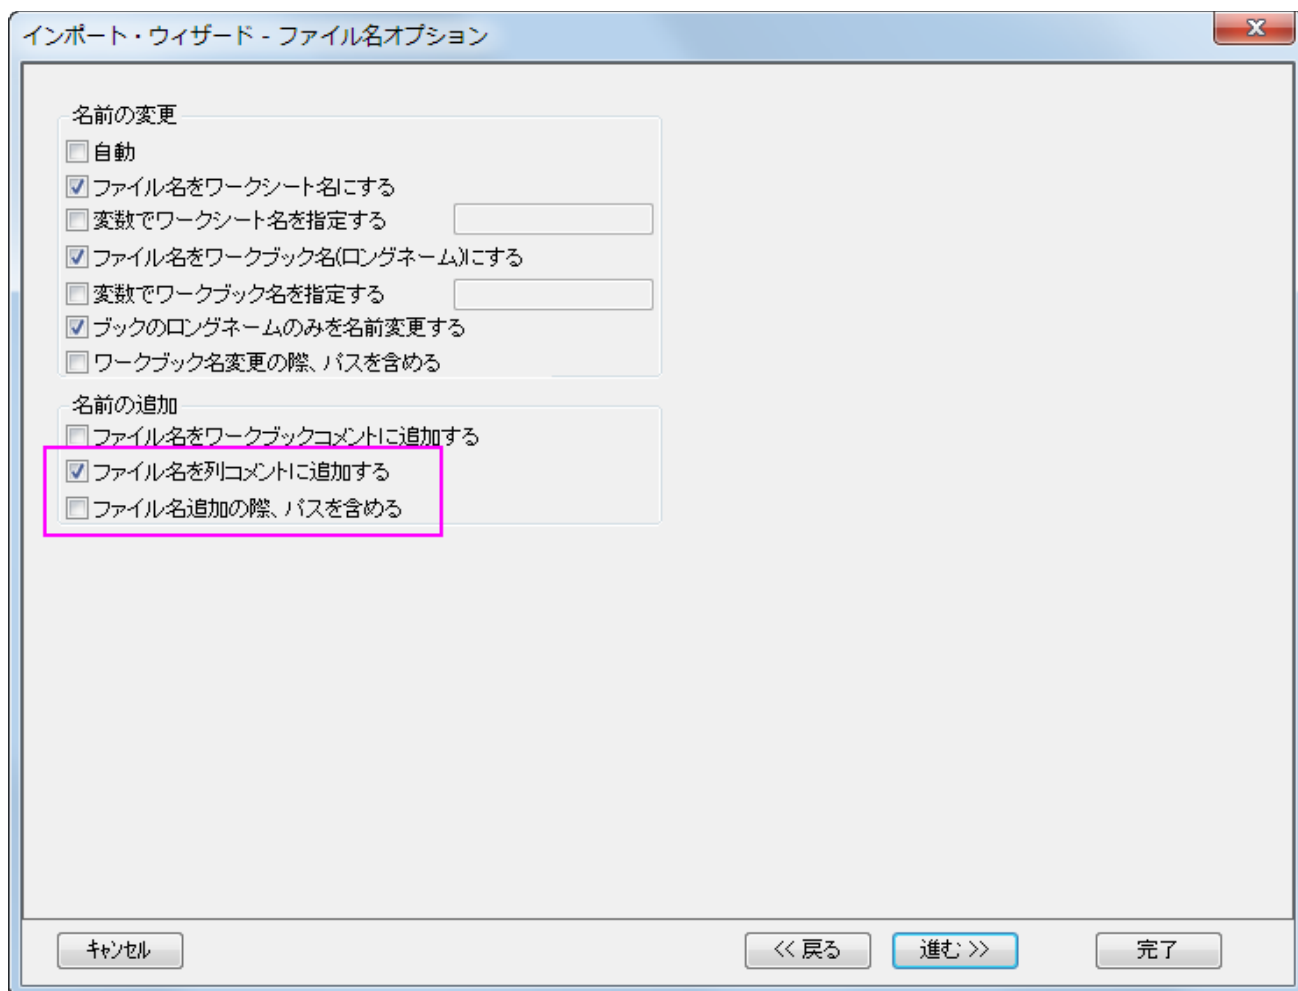 インポート・ウィザード - ファイル名オプション
名前の変更
自動
ファイル名をワークシート名にする
変数でワークシート名を指定する
ファイル名をワークブック名(ロングネーム)にする
変数でワークブック名を指定する
ブックのロングネームのみを名前変更する
ワークブック名変更の際、パスを含める
名前の追加
ファイル名をワークブックコメントに追加する
ファイル名を列コメントに追加する
ファイル名追加の際、パスを含める
キャンセル
<< 戻る
進む >>
完了